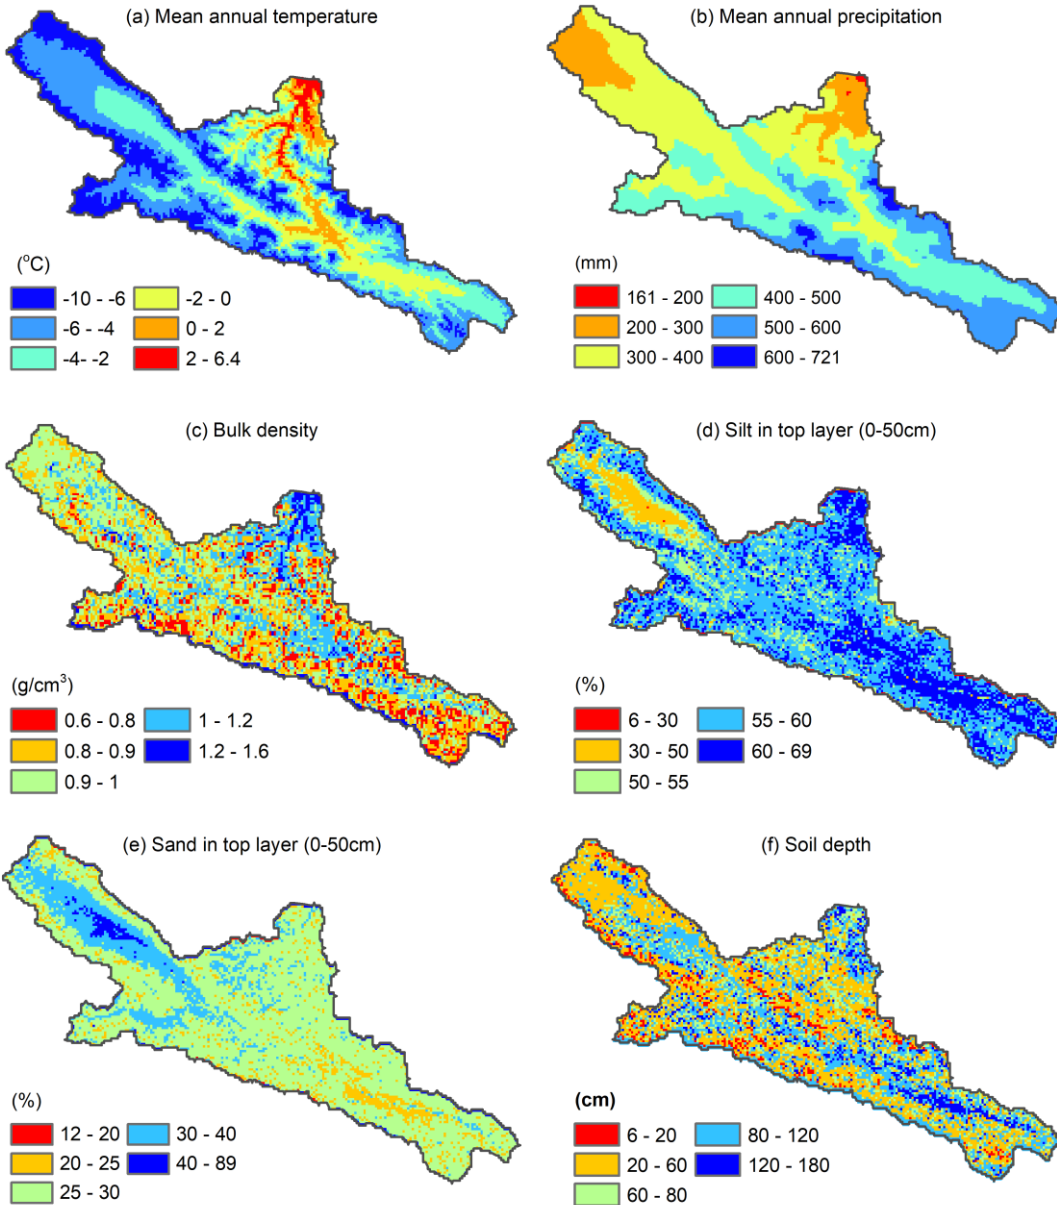 (a) Mean annual temperature
(b) Mean annual precipitation
(°C)
-10 - -6
-2 - 0
-6 - -4
0 - 2
-4- -2
2 - 6.4
(mm)
161 - 200
400 - 500
200 - 300
500 - 600
300 - 400
600 - 721
(c) Bulk density
(d) Silt in top layer (0-50cm)
(g/cm³)
0.6 - 0.8
1 - 1.2
0.8 - 0.9
1.2 - 1.6
0.9 - 1
(%)
6 - 30
55 - 60
30 - 50
60 - 69
50 - 55
(e) Sand in top layer (0-50cm)
(f) Soil depth
(%)
12 - 20
30 - 40
20 - 25
40 - 89
25 - 30
(cm)
6 - 20
80 - 120
20 - 60
120 - 180
60 - 80